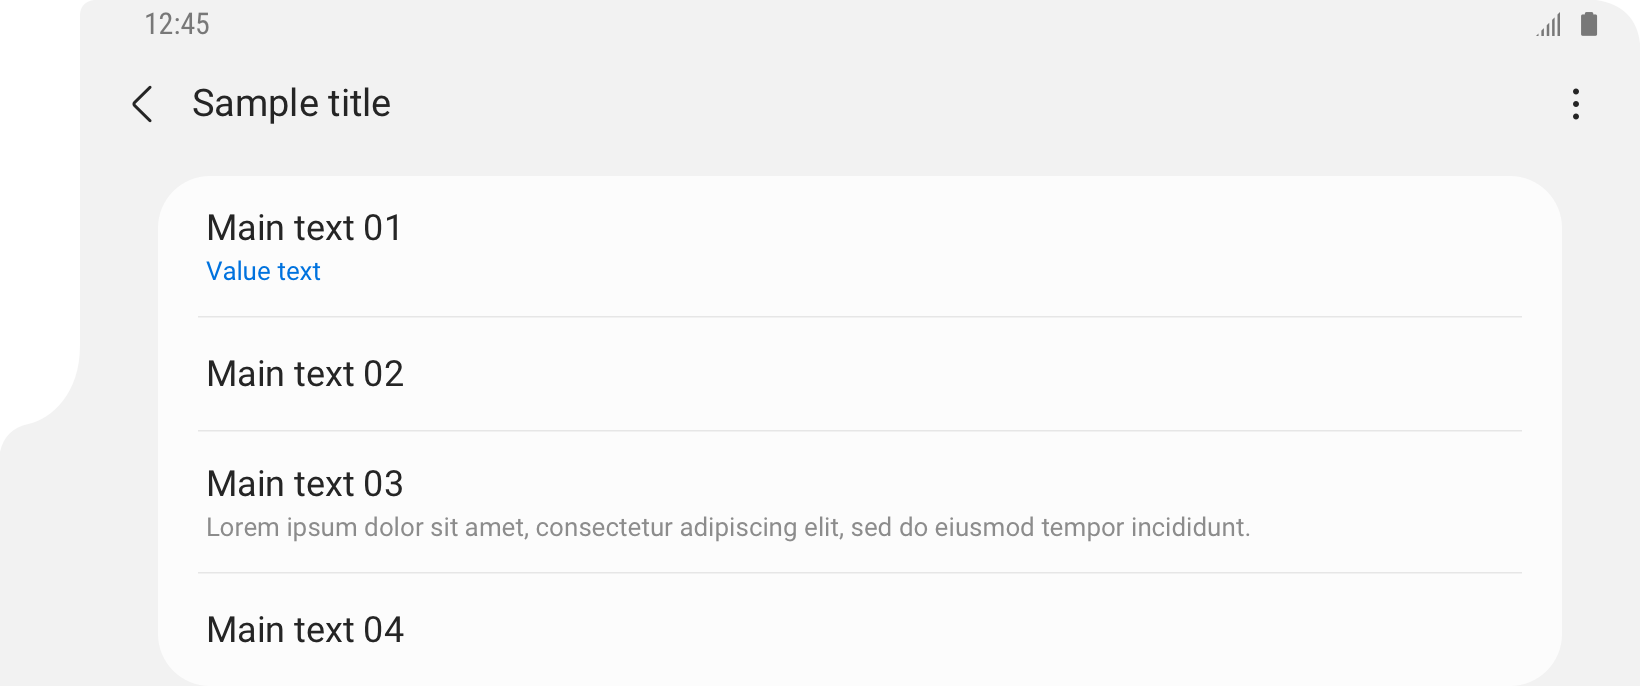 12:45
Sample title
Main text 01
Value text
Main text 02
Main text 03
Lorem ipsum dolor sit amet, consectetur adipiscing elit, sed do eiusmod tempor incididunt.
Main text 04